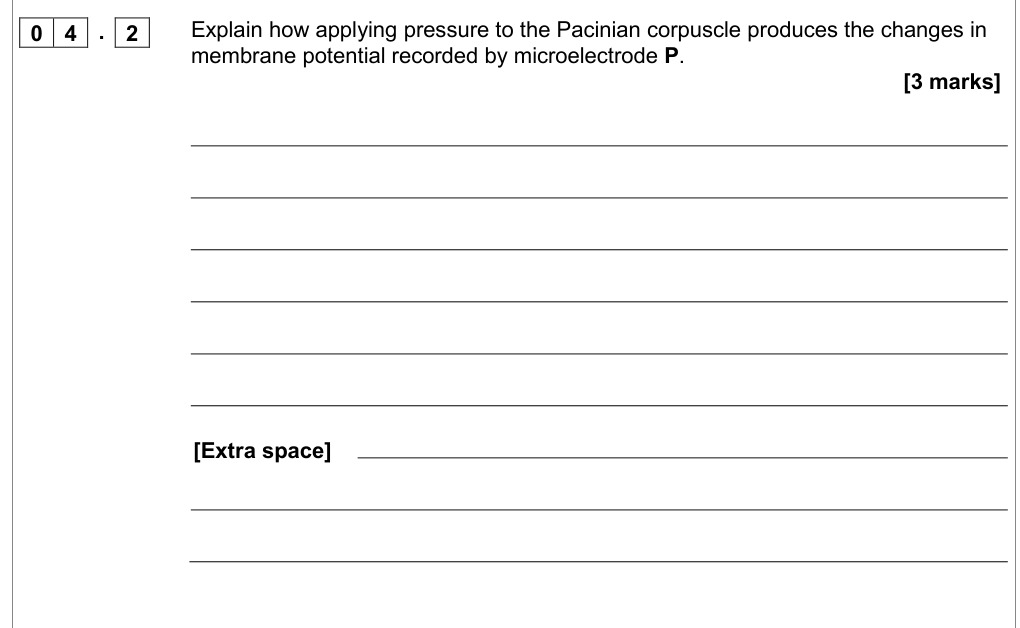 0 4 . 2 Explain how applying pressure to the Pacinian corpuscle produces the changes in
membrane potential recorded by microelectrode P.
[3 marks]
[Extra space]